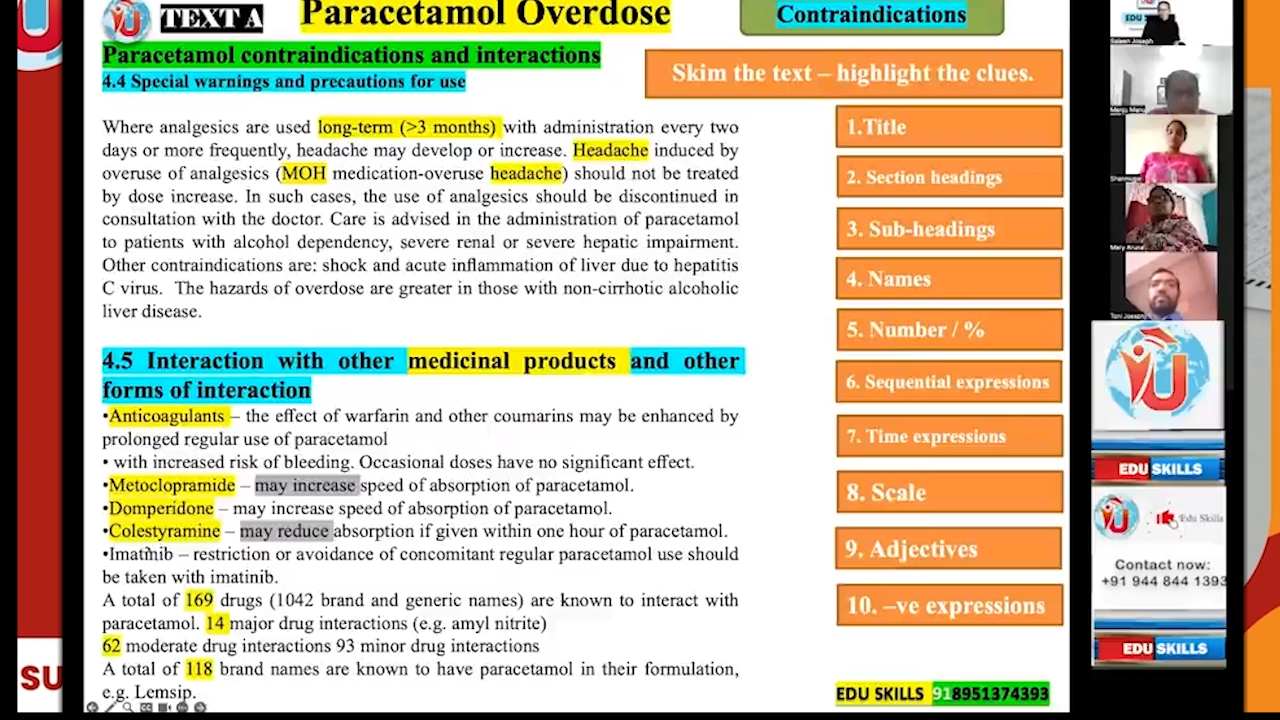 TEXT A
Paracetamol Overdose
Contraindications
Paracetamol contraindications and interactions
4.4 Special warnings and precautions for use
Skim the text – highlight the clues.
Where analgesics are used long-term (>3 months) with administration every two
days or more frequently, headache may develop or increase. Headache induced by
overuse of analgesics (MOH medication-overuse headache) should not be treated
by dose increase. In such cases, the use of analgesics should be discontinued in
consultation with the doctor. Care is advised in the administration of paracetamol
to patients with alcohol dependency, severe renal or severe hepatic impairment.
Other contraindications are: shock and acute inflammation of liver due to hepatitis
C virus. The hazards of overdose are greater in those with non-cirrhotic alcoholic
liver disease.
4.5 Interaction with other medicinal products and other
forms of interaction
•Anticoagulants – the effect of warfarin and other coumarins may be enhanced by
prolonged regular use of paracetamol
• with increased risk of bleeding. Occasional doses have no significant effect.
•Metoclopramide – may increase speed of absorption of paracetamol.
•Domperidone – may increase speed of absorption of paracetamol.
•Colestyramine – may reduce absorption if given within one hour of paracetamol.
•Imatinib – restriction or avoidance of concomitant regular paracetamol use should
be taken with imatinib.
A total of 169 drugs (1042 brand and generic names) are known to interact with
paracetamol. 14 major drug interactions (e.g. amyl nitrite)
62 moderate drug interactions 93 minor drug interactions
A total of 118 brand names are known to have paracetamol in their formulation,
e.g. Lemsip.
1.Title
2. Section headings
3. Sub-headings
4. Names
5. Number / %
6. Sequential expressions
7. Time expressions
8. Scale
9. Adjectives
10. –ve expressions
EDU SKILLS 918951374393
EDU
Saleen Joseph
Mary
EDU SKILLS
Edu Skills
Contact now:
+91 944 844 1393
EDU SKILLS
SU